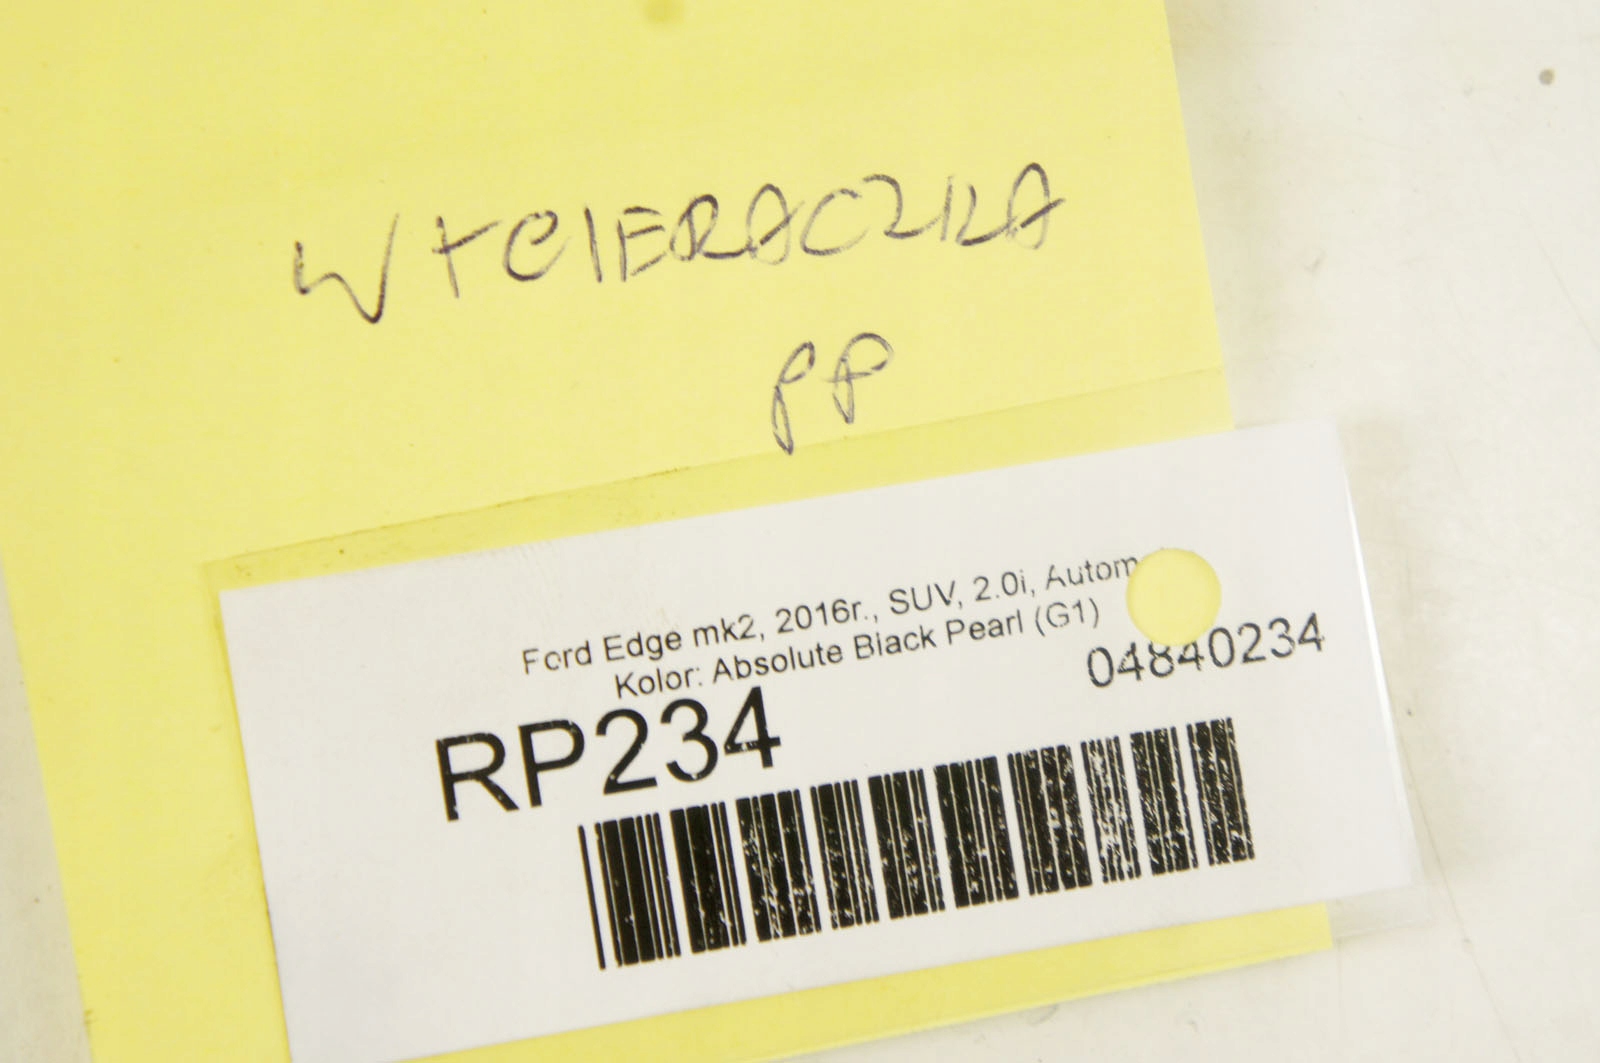 WYCIERACZKA
PP
Ford Edge mk2, 2016r., SUV, 2.0i, Autom
Kolor: Absolute Black Pearl (G1)
04840234
RP234